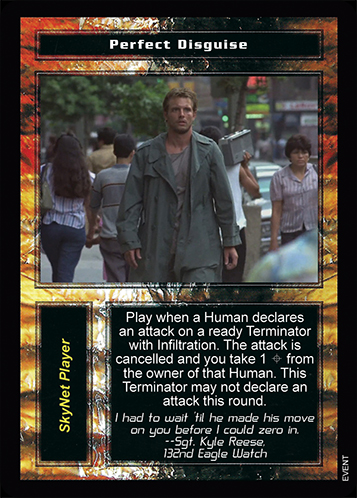 Perfect Disguise
SkyNet Player
Play when a Human declares
an attack on a ready Terminator
with Infiltration. The attack is
cancelled and you take 1 ⌖ from
the owner of that Human. This
Terminator may not declare an
attack this round.
I had to wait 'til he made his move
on you before I could zero in.
--Sgt. Kyle Reese,
132nd Eagle Watch
EVENT